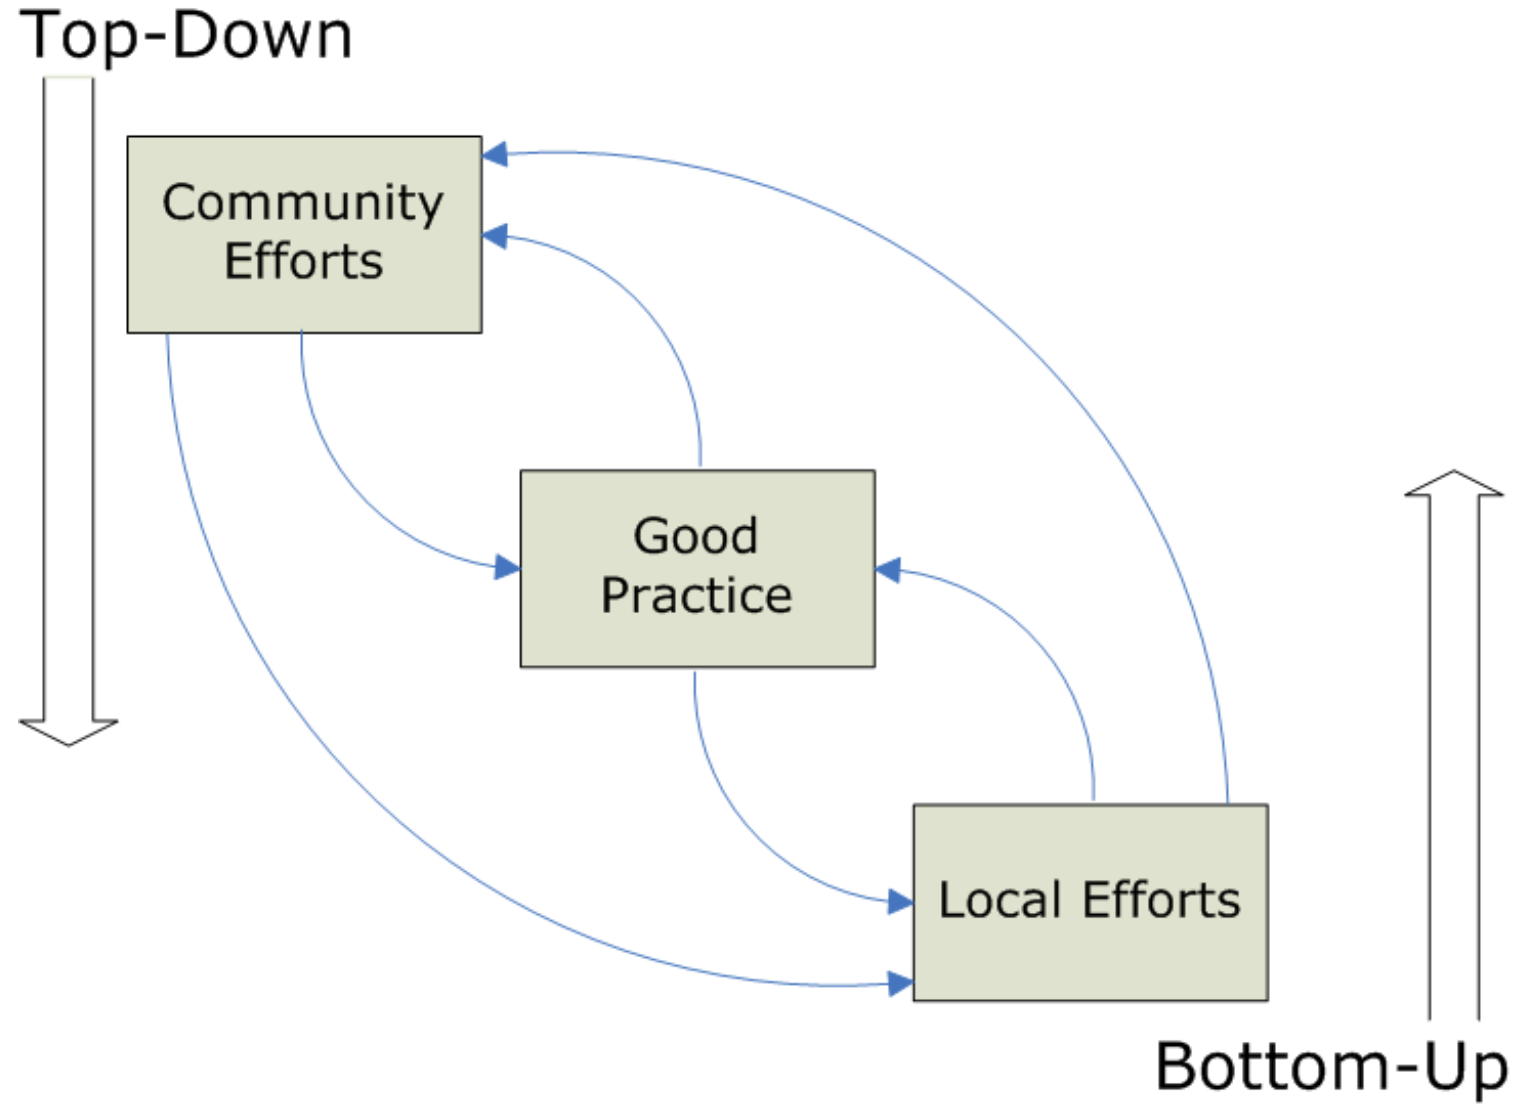 Top-Down
Community
Efforts
Good
Practice
Local Efforts
Bottom-Up